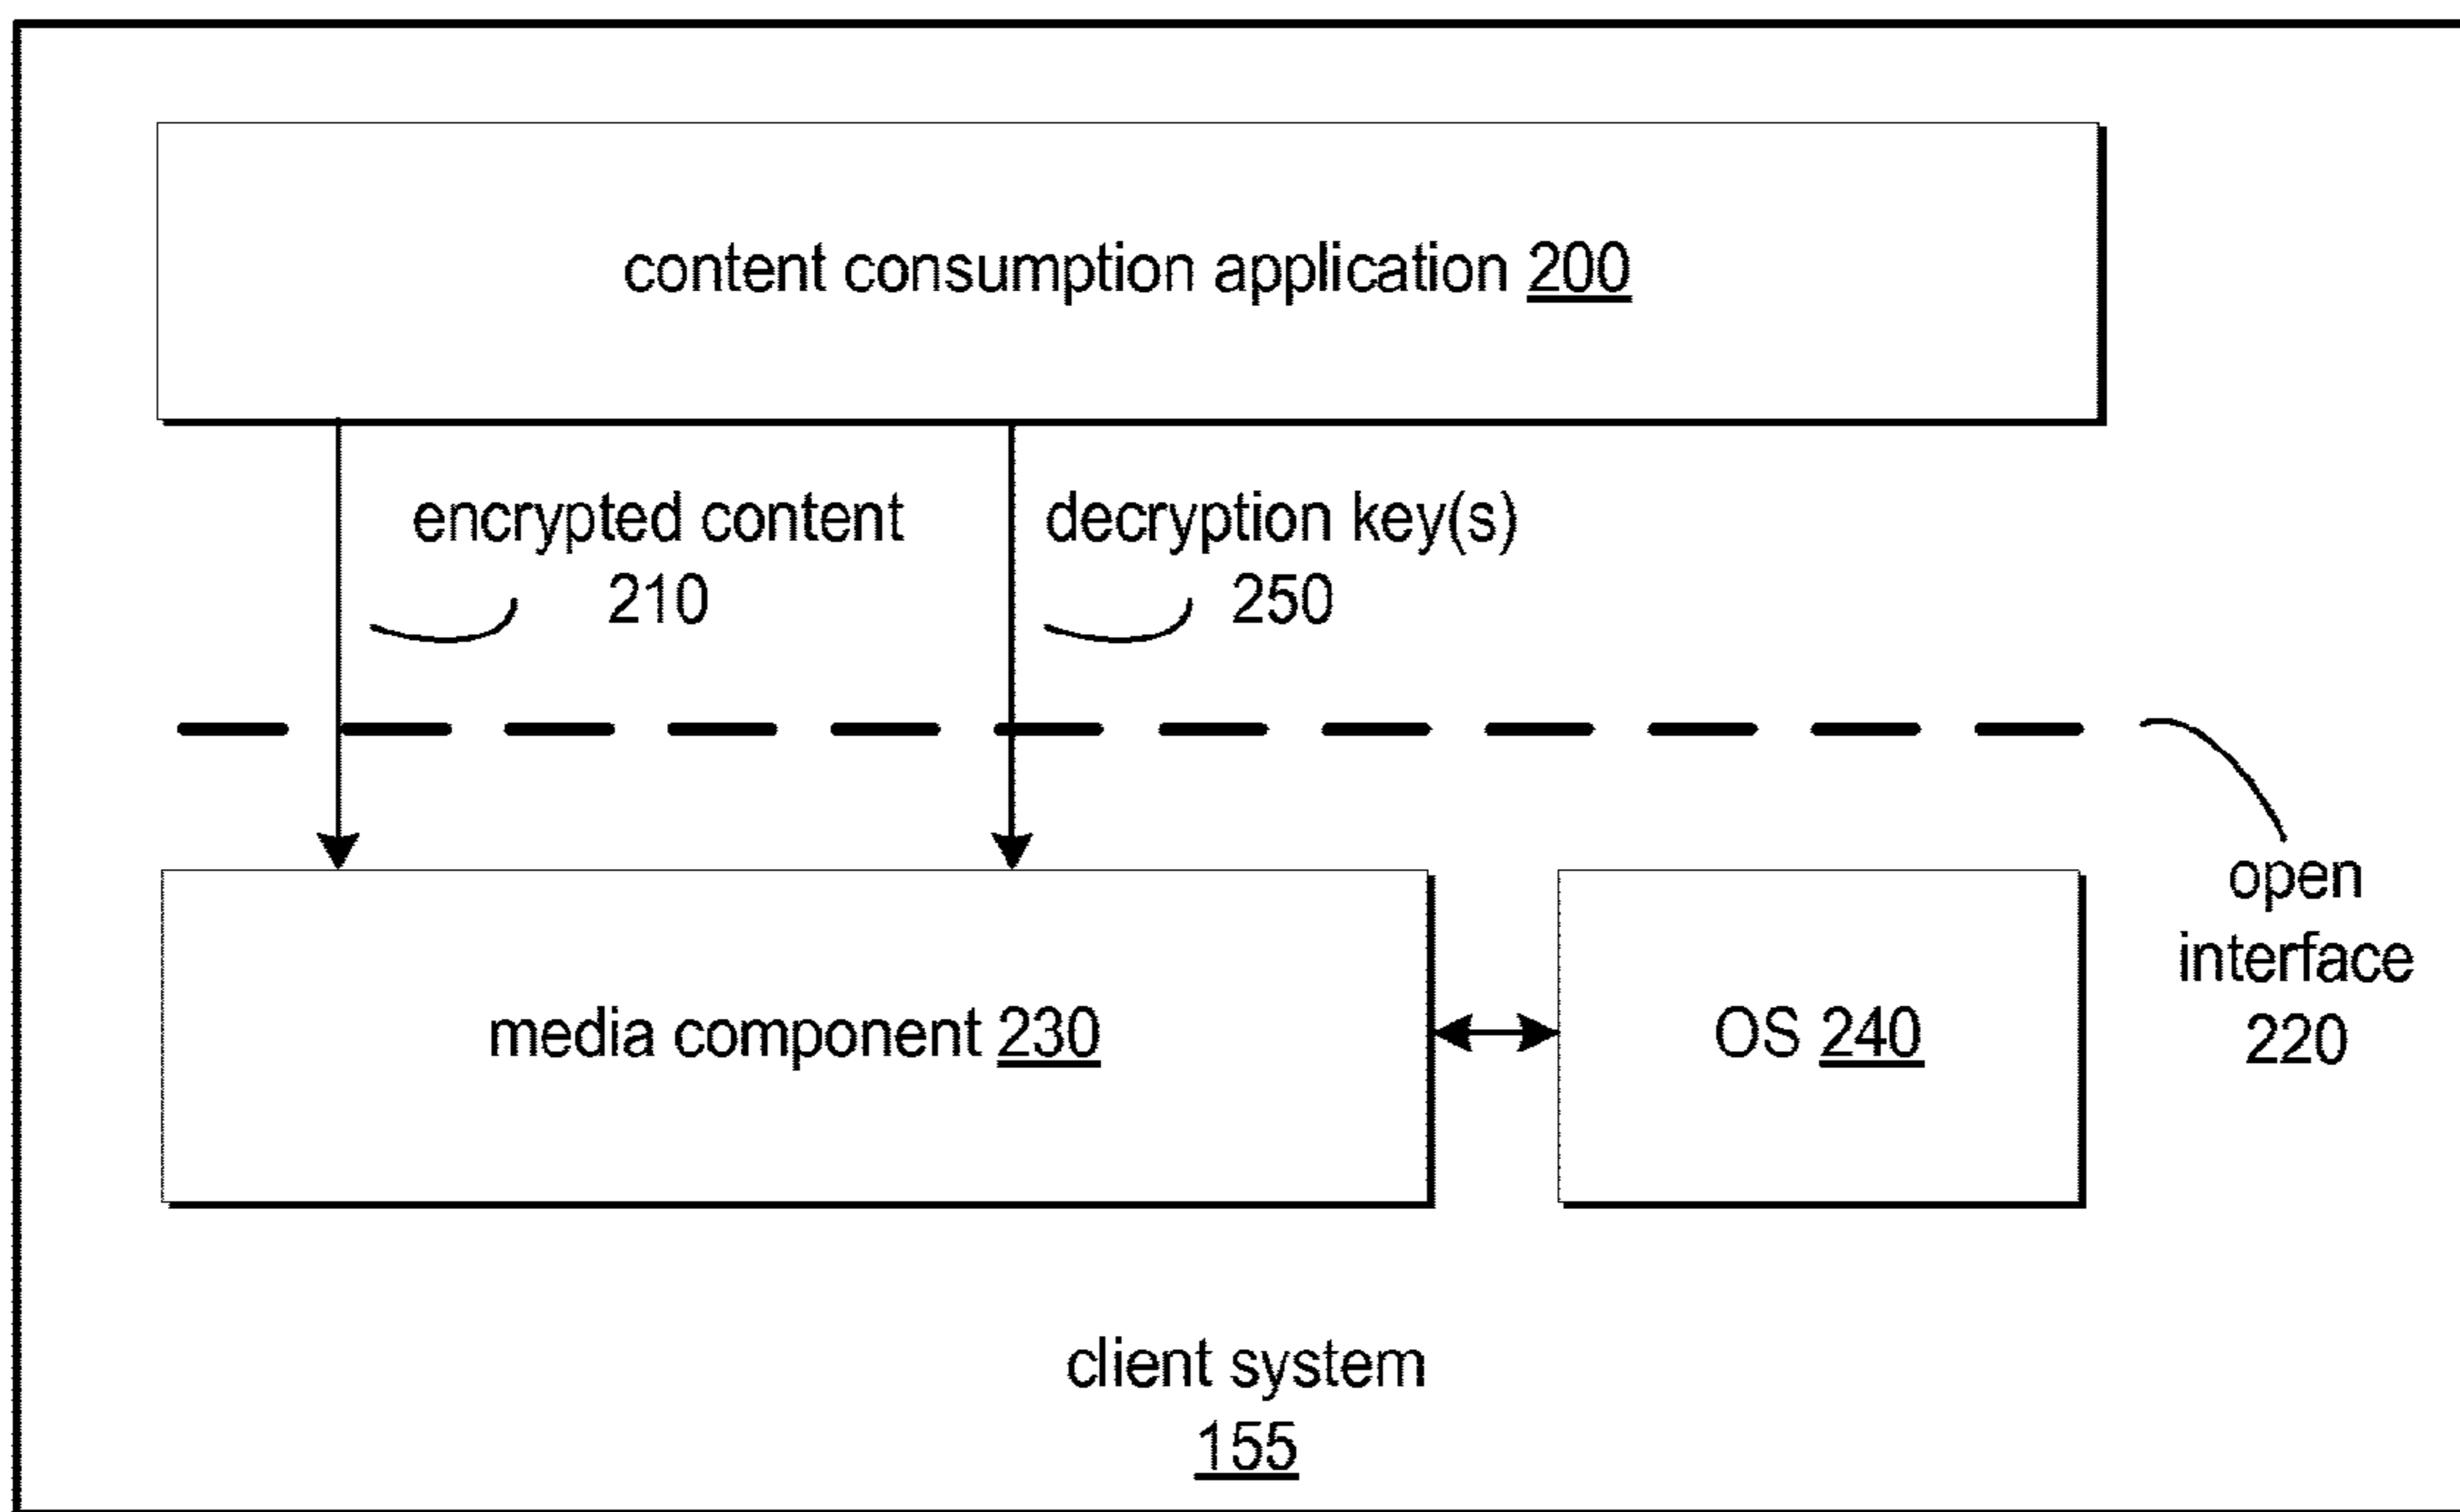 content consumption application 200
encrypted content
210
decryption key(s)
250
open
interface
220
media component 230
OS 240
client system
155